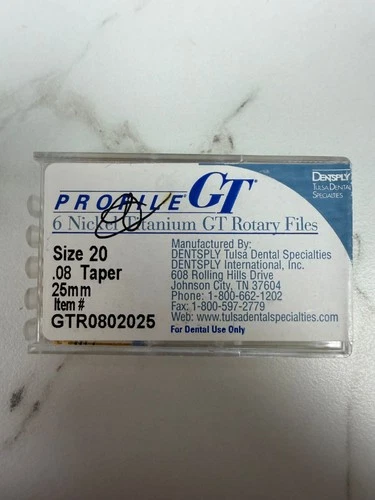 DENTSPLY
TULSA DENTAL
SPECIALTIES
PROFILE GT®
6 Nickel Titanium GT Rotary Files
Size 20
.08 Taper
25mm
Item #
GTR0802025
Manufactured By:
DENTSPLY Tulsa Dental Specialties
DENTSPLY International, Inc.
608 Rolling Hills Drive
Johnson City, TN 37604
Phone: 1-800-662-1202
Fax: 1-800-597-2779
Web: www.tulsadentalspecialties.com
For Dental Use Only